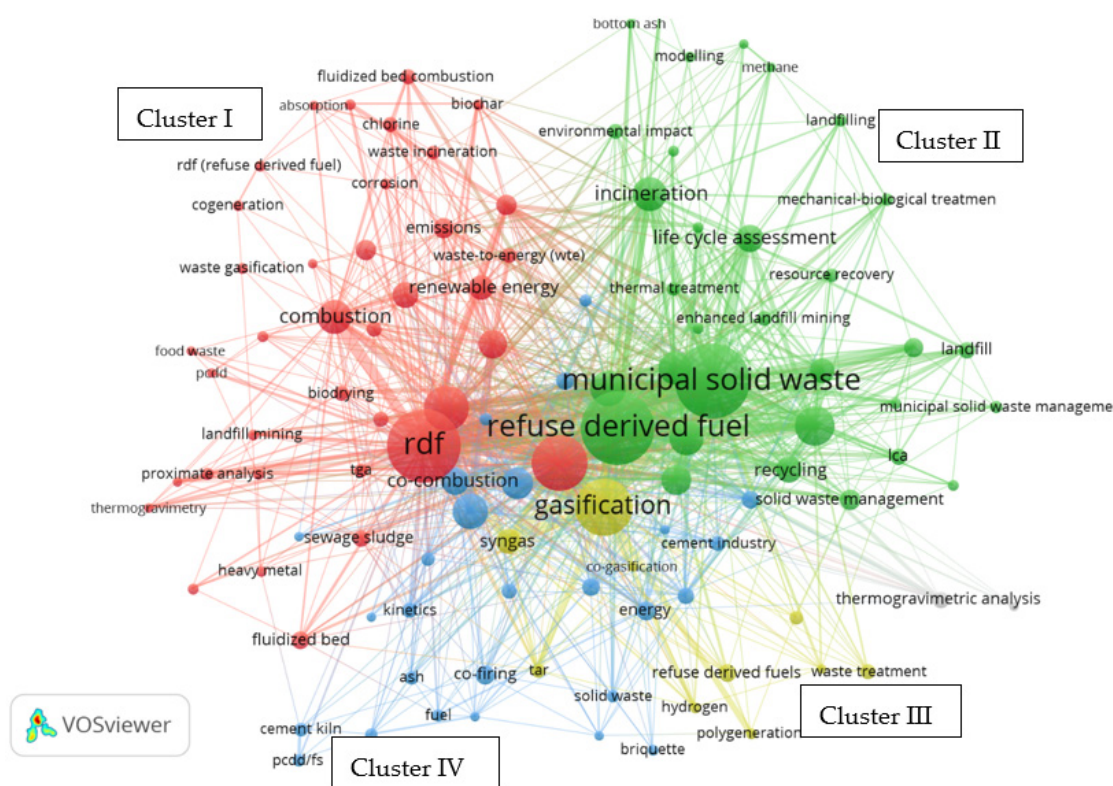 bottom ash
modelling
fluidized bed combustion
methane
absorption
biochar
Cluster I
chlorine
environmental impact
landfilling
Cluster II
waste incineration
rdf (refuse derived fuel)
corrosion
incineration
mechanical-biological treatmen
cogeneration
emissions
life cycle assessment
waste-to-energy (wte)
waste gasification
resource recovery
renewable energy
thermal treatment
combustion
enhanced landfill mining
food waste
landfill
pcdd
municipal solid waste
biodrying
municipal solid waste manageme
refuse derived fuel
landfill mining
rdf
lca
proximate analysis
tga
recycling
co-combustion
thermogravimetry
gasification
solid waste management
sewage sludge
syngas
cement industry
heavy metal
co-gasification
thermogravimetric analysis
kinetics
energy
fluidized bed
ash
co-firing
tar
refuse derived fuels
waste treatment
solid waste
hydrogen
fuel
Cluster III
VOSviewer
cement kiln
polygeneration
briquette
pcdd/fs
Cluster IV